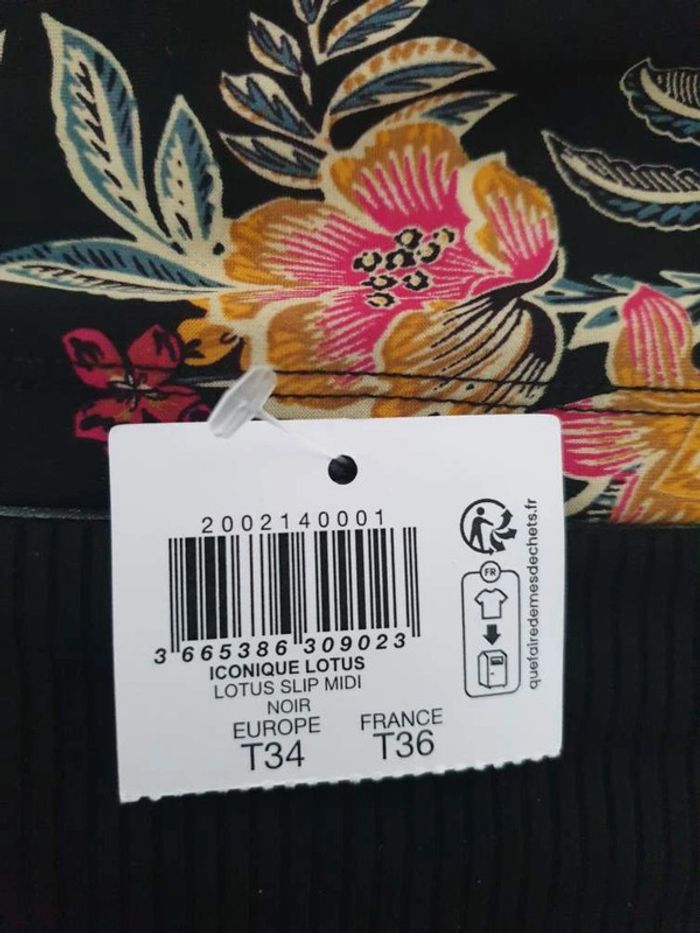 2002140001
3 665386 309023
ICONIQUE LOTUS
LOTUS SLIP MIDI
NOIR
EUROPE FRANCE
T34 T36
FR
quefairedemesdechets.fr